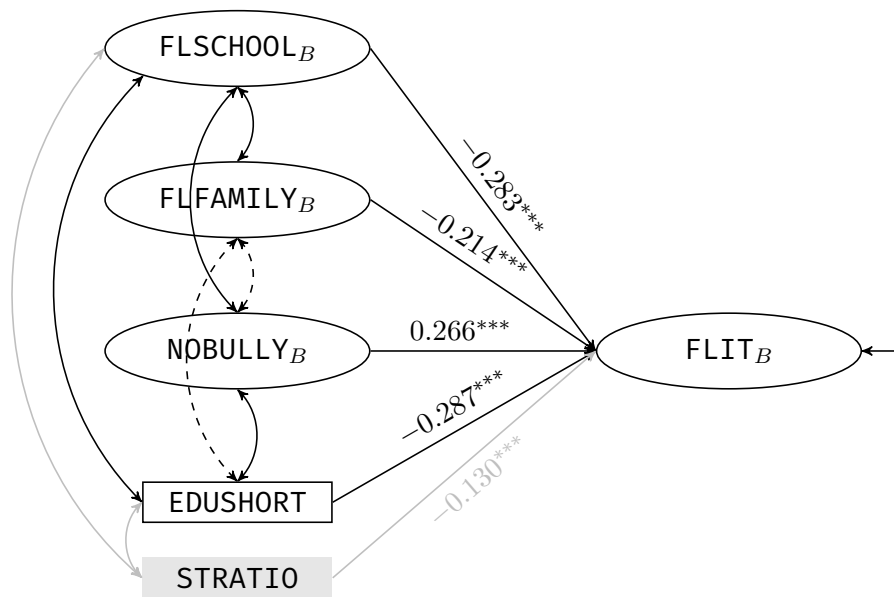 FLSCHOOL_B
−0.283***
FLFAMILY_B
−0.214***
NOBULLY_B
0.266***
FLIT_B
−0.287***
EDUSHORT
−0.130***
STRATIO